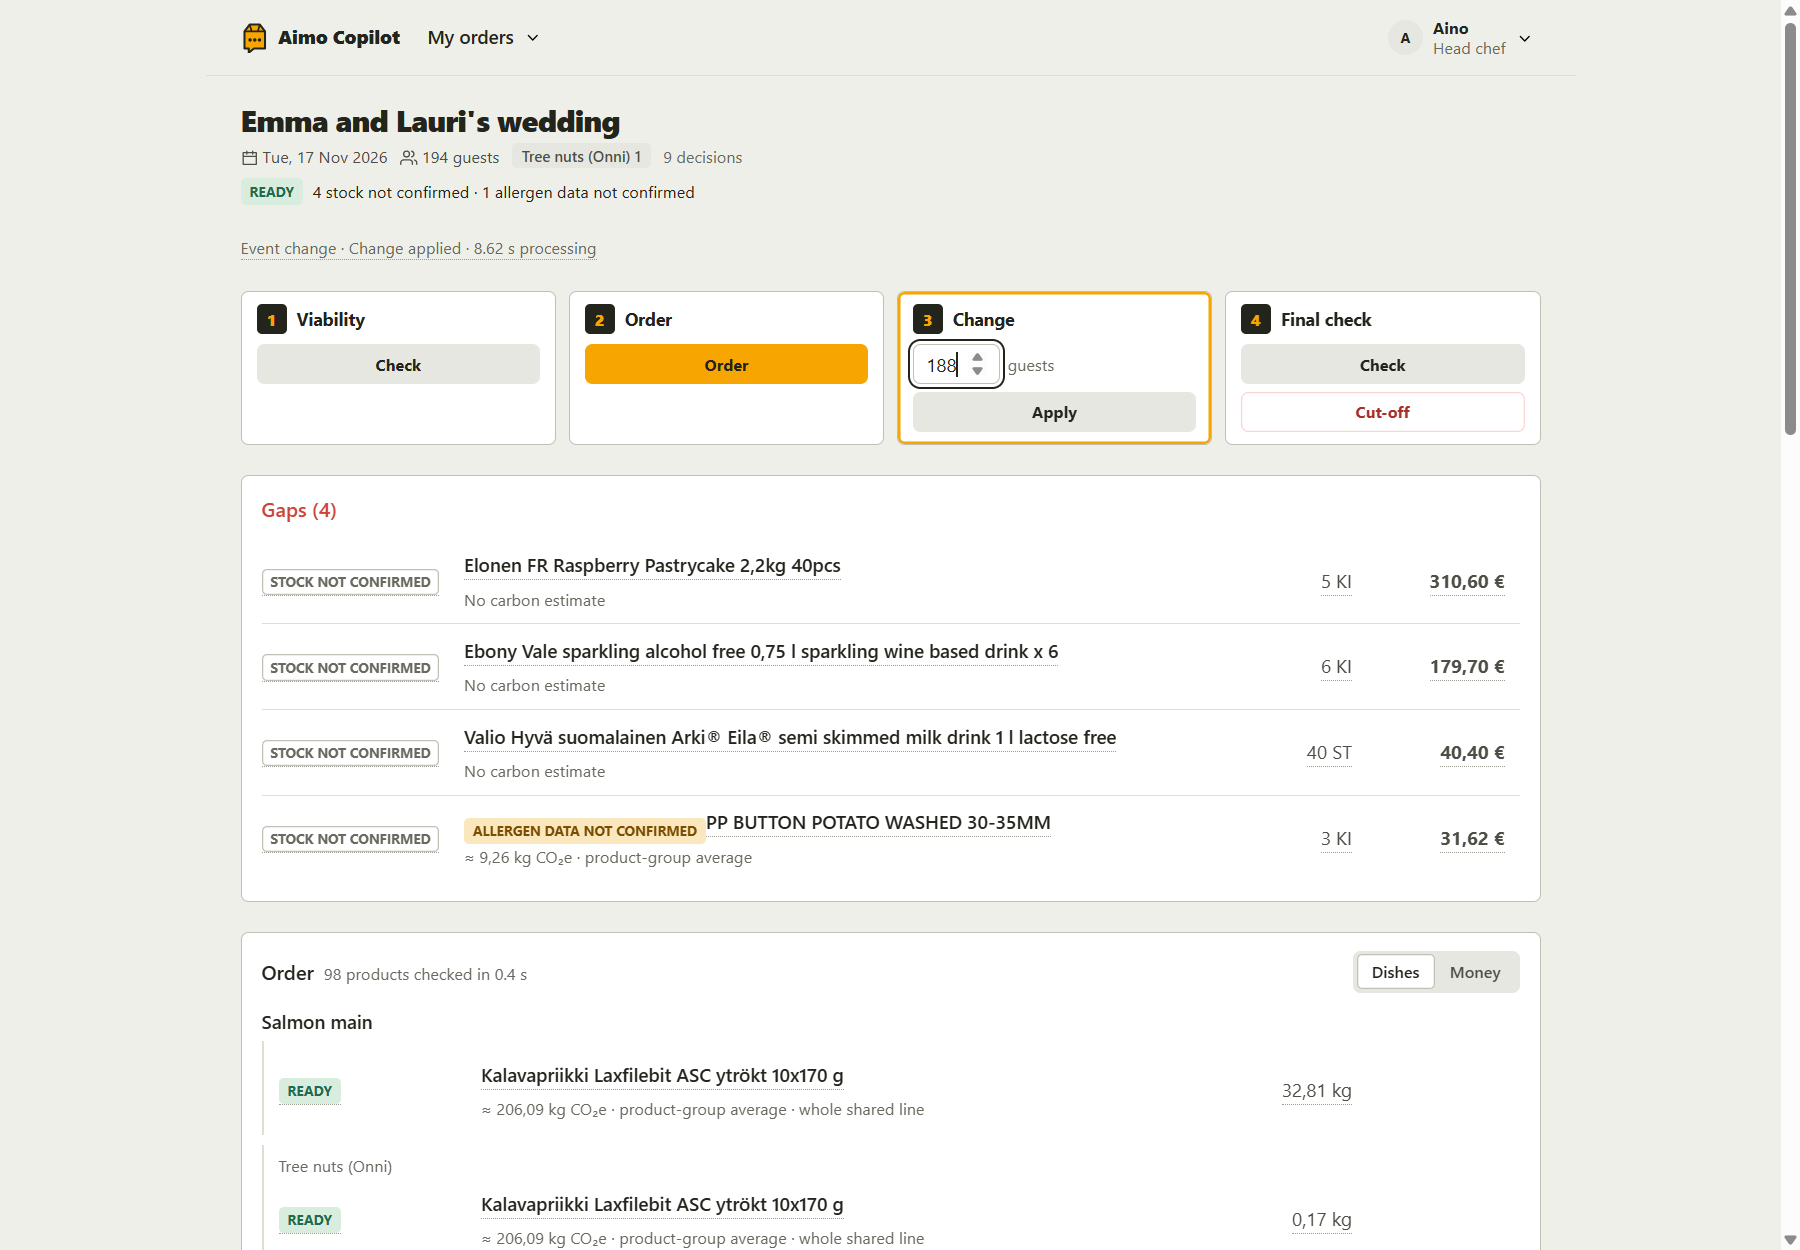 Aimo Copilot My orders
A Aino
Head chef
Emma and Lauri's wedding
Tue, 17 Nov 2026 194 guests Tree nuts (Onni) 1 9 decisions
READY 4 stock not confirmed · 1 allergen data not confirmed
Event change · Change applied · 8.62 s processing
1 Viability
Check
2 Order
Order
3 Change
188 guests
Apply
4 Final check
Check
Cut-off
Gaps (4)
STOCK NOT CONFIRMED Elonen FR Raspberry Pastrycake 2,2kg 40pcs 5 KI 310,60 €
No carbon estimate
STOCK NOT CONFIRMED Ebony Vale sparkling alcohol free 0,75 l sparkling wine based drink x 6 6 KI 179,70 €
No carbon estimate
STOCK NOT CONFIRMED Valio Hyvä suomalainen Arki® Eila® semi skimmed milk drink 1 l lactose free 40 ST 40,40 €
No carbon estimate
STOCK NOT CONFIRMED ALLERGEN DATA NOT CONFIRMED PP BUTTON POTATO WASHED 30-35MM 3 KI 31,62 €
≈ 9,26 kg CO₂e · product-group average
Order 98 products checked in 0.4 s Dishes Money
Salmon main
READY Kalavapriikki Laxfilebit ASC ytrökt 10x170 g 32,81 kg
≈ 206,09 kg CO₂e · product-group average · whole shared line
Tree nuts (Onni)
READY Kalavapriikki Laxfilebit ASC ytrökt 10x170 g 0,17 kg
≈ 206,09 kg CO₂e · product-group average · whole shared line